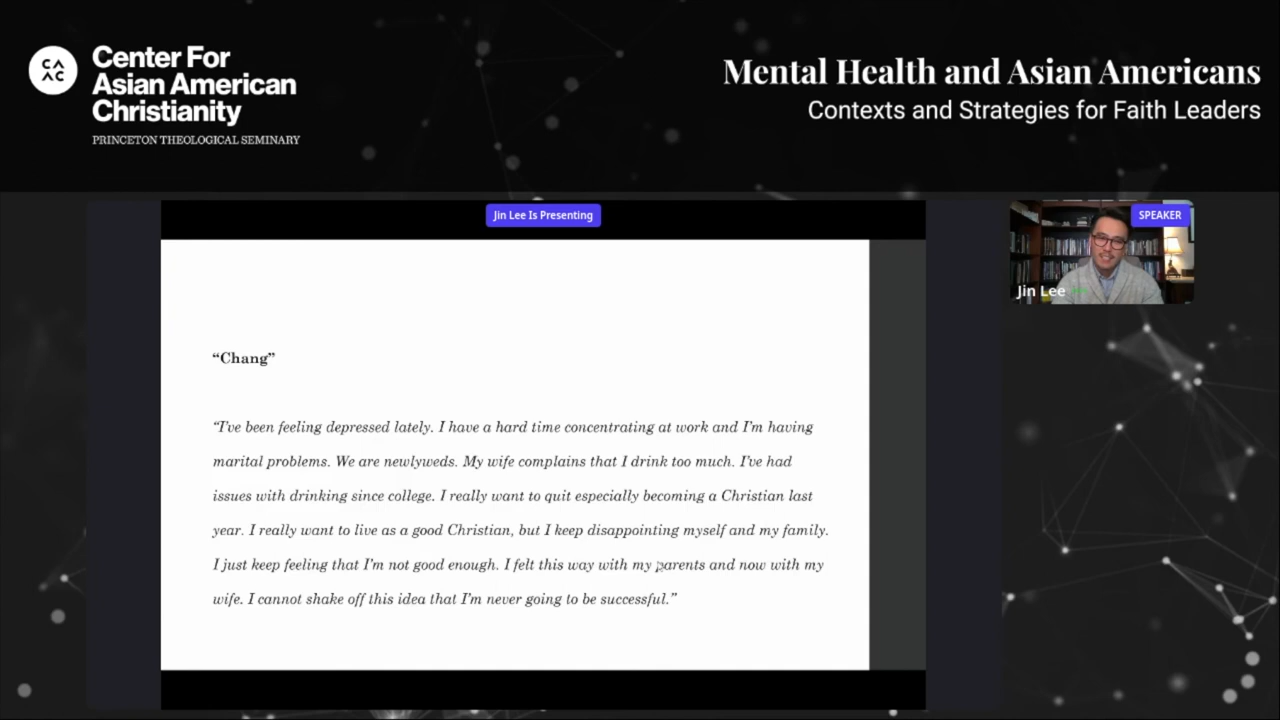 CA
AC
Center For
Asian American
Christianity
PRINCETON THEOLOGICAL SEMINARY
Mental Health and Asian Americans
Contexts and Strategies for Faith Leaders
Jin Lee Is Presenting
SPEAKER
Jin Lee
“Chang”
“I’ve been feeling depressed lately. I have a hard time concentrating at work and I’m having
marital problems. We are newlyweds. My wife complains that I drink too much. I’ve had
issues with drinking since college. I really want to quit especially becoming a Christian last
year. I really want to live as a good Christian, but I keep disappointing myself and my family.
I just keep feeling that I’m not good enough. I felt this way with my parents and now with my
wife. I cannot shake off this idea that I’m never going to be successful.”